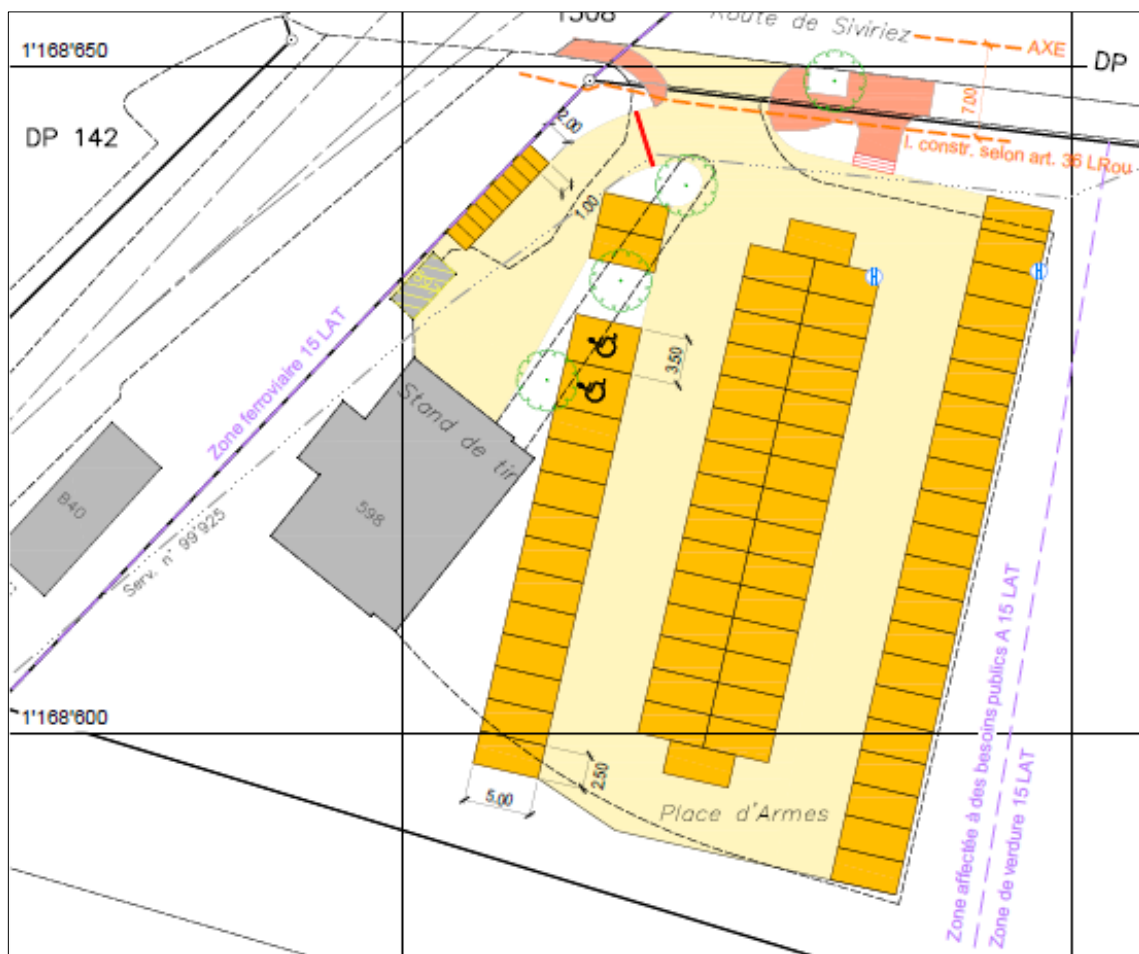 1308
Route de Siviriez
1'168'650
AXE
DP
7.00
DP 142
2.00
l. constr. selon art. 36 LRou
1.00
3.50
Zone ferroviaire 15 LAT
Stand de tir
B40
598
Serv. n° 99'925
1'168'600
2.50
5.00
Place d'Armes
Zone affectée à des besoins publics A 15 LAT
Zone de verdure 15 LAT
H
H